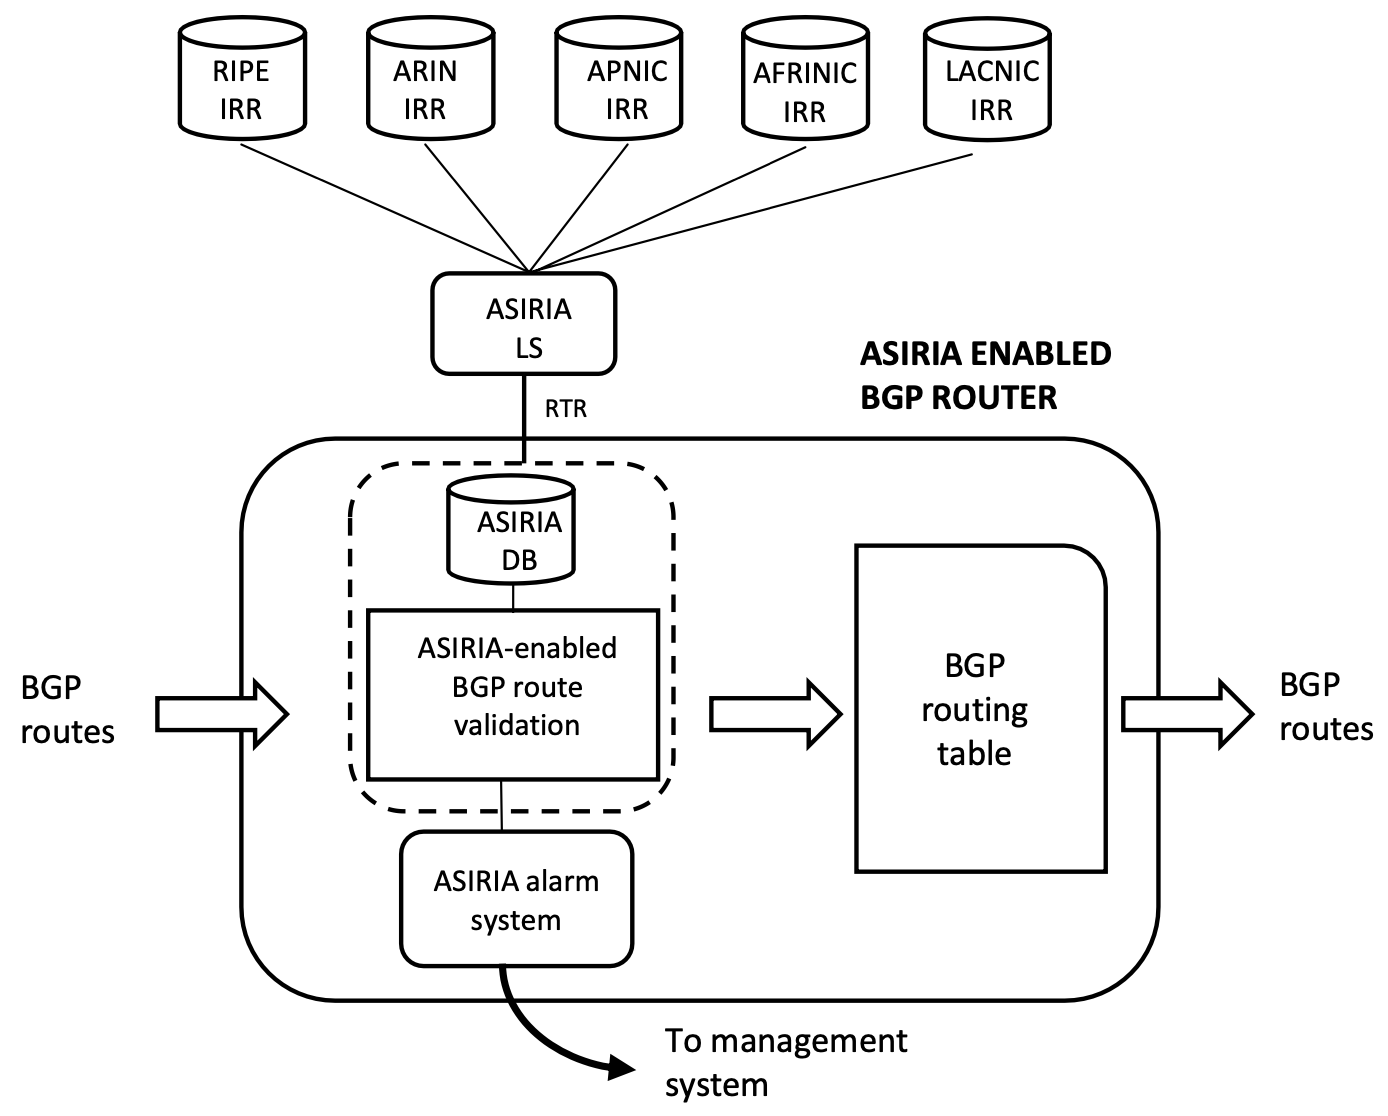 RIPE
IRR
ARIN
IRR
APNIC
IRR
AFRINIC
IRR
LACNIC
IRR
ASIRIA
LS
RTR
ASIRIA ENABLED
BGP ROUTER
ASIRIA
DB
ASIRIA-enabled
BGP route
validation
BGP
routes
BGP
routing
table
BGP
routes
ASIRIA alarm
system
To management
system